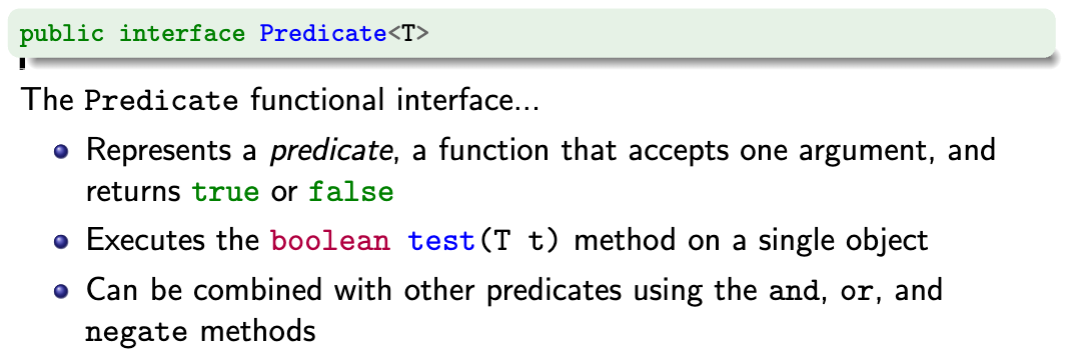 public interface Predicate<T>
The Predicate functional interface...
Represents a predicate, a function that accepts one argument, and
returns true or false
Executes the boolean test(T t) method on a single object
Can be combined with other predicates using the and, or, and
negate methods